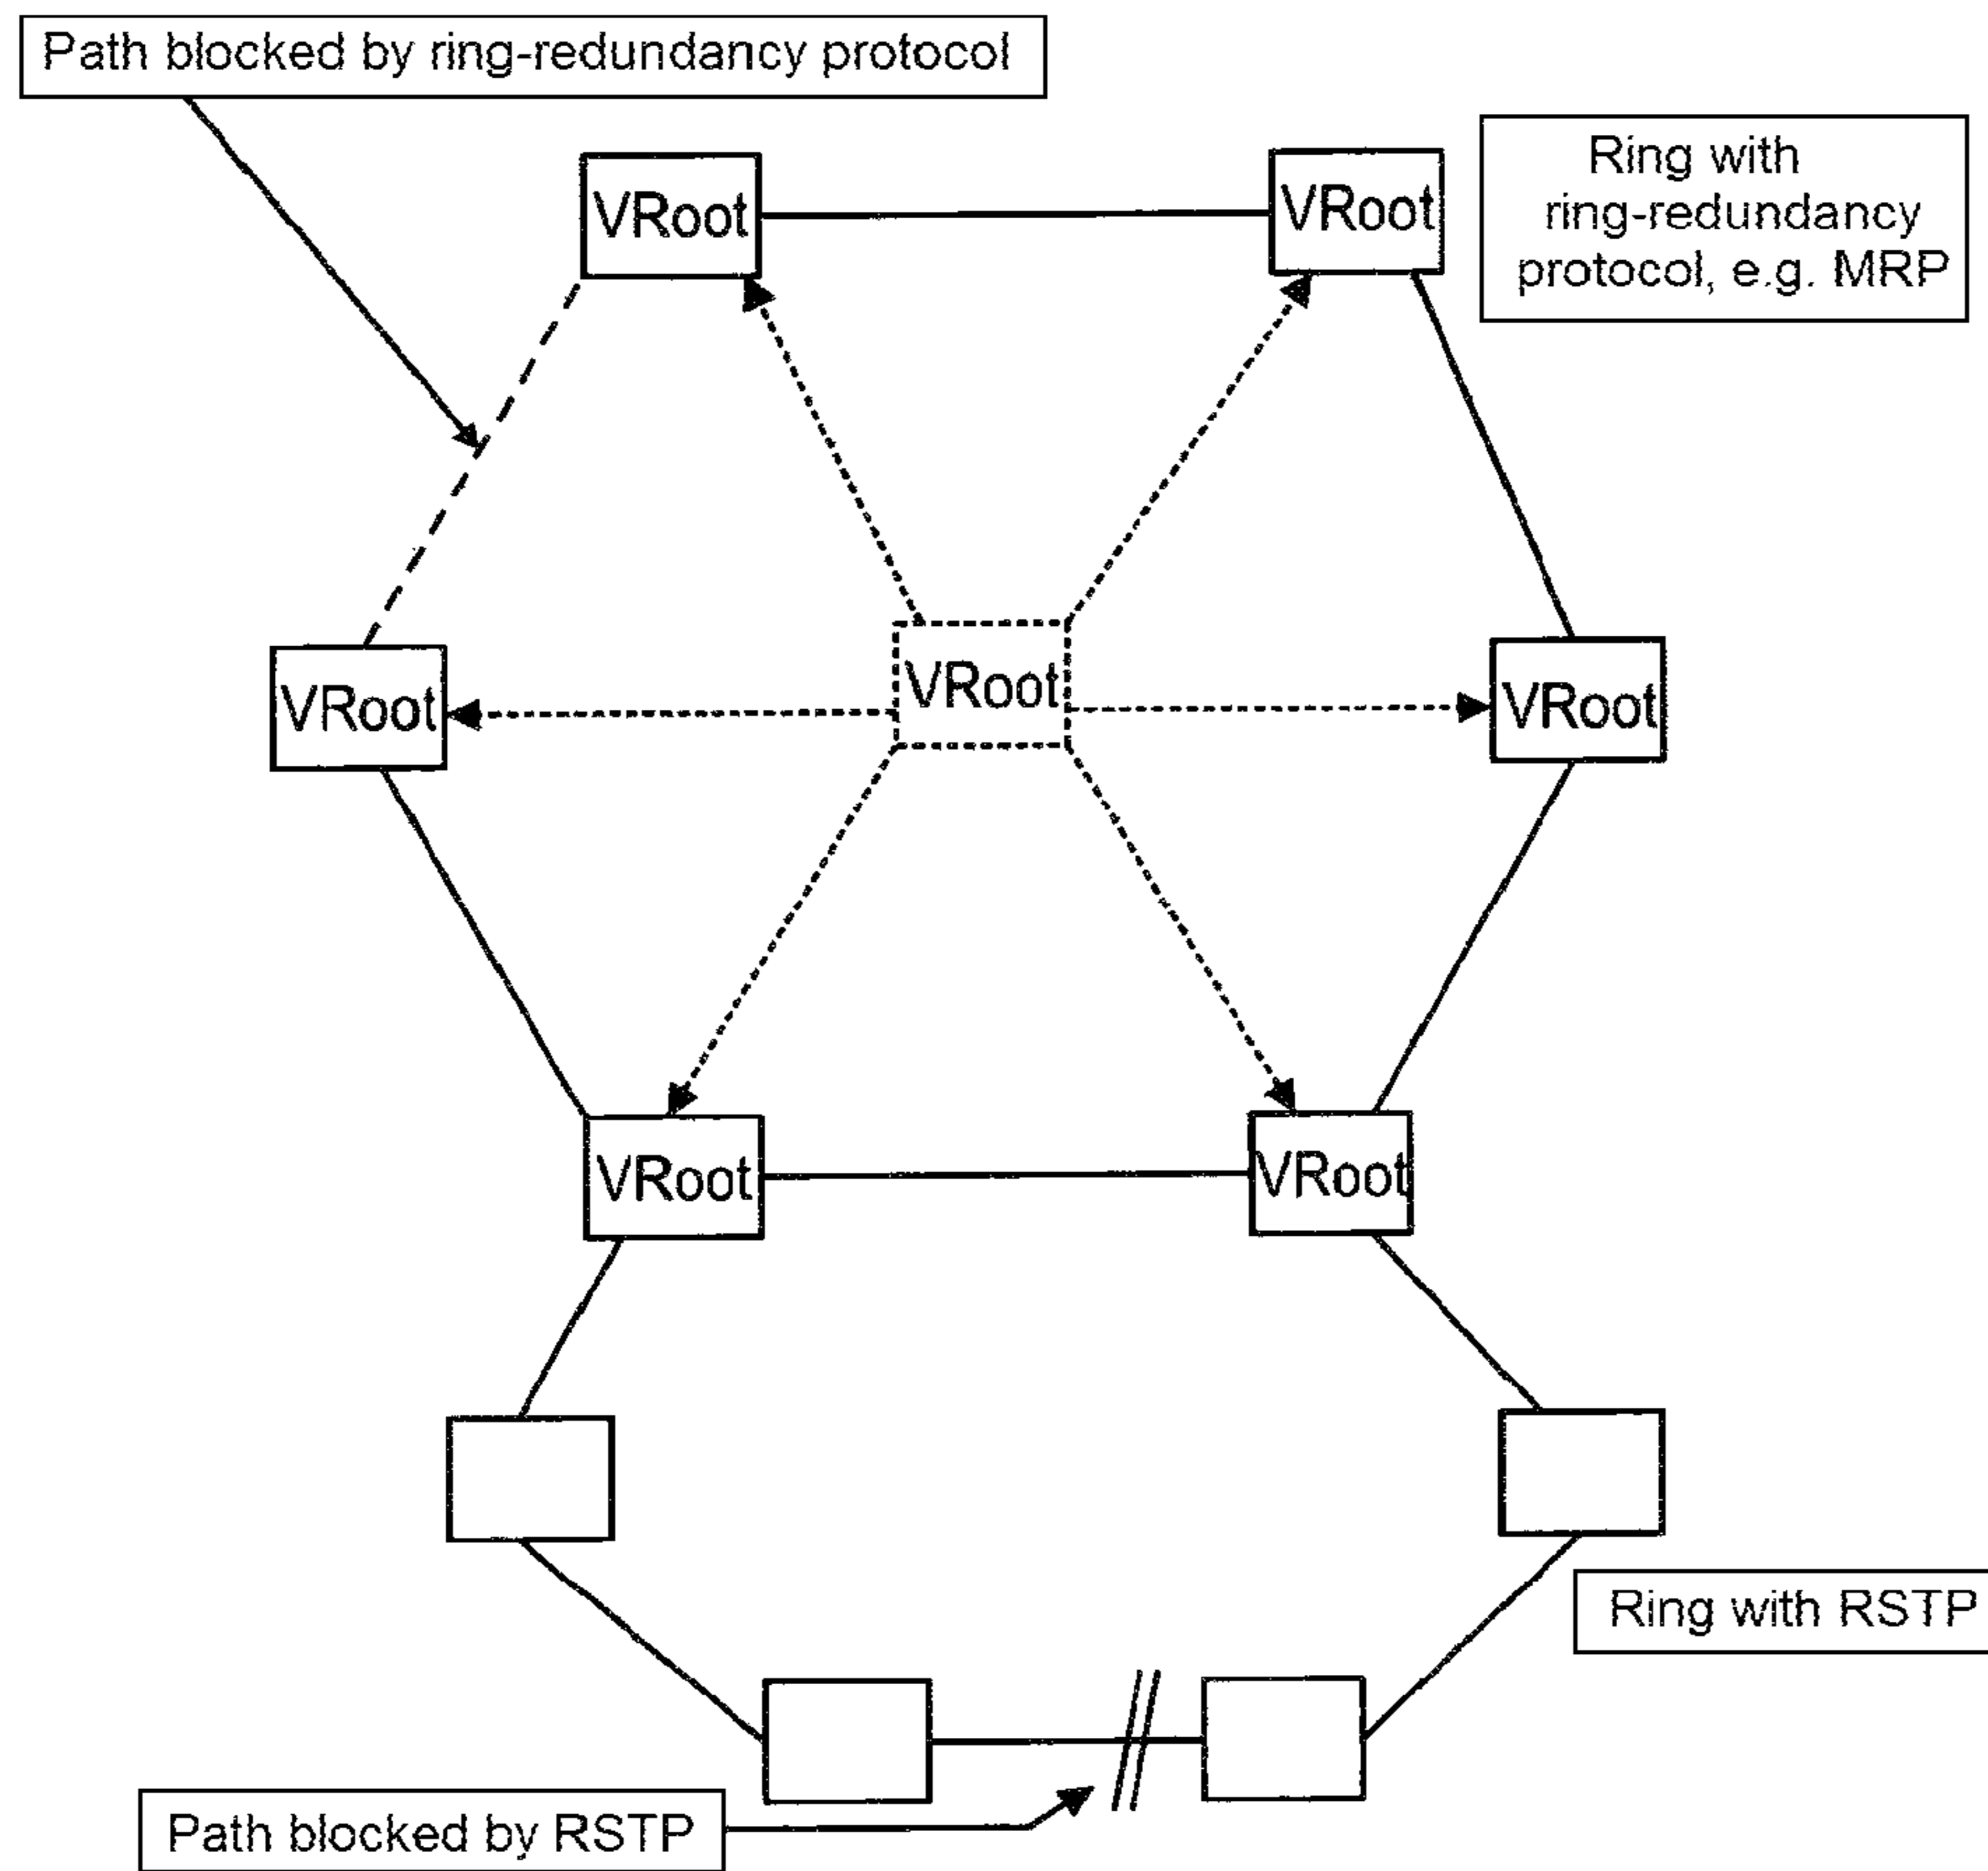 Path blocked by ring-redundancy protocol
Ring with
ring-redundancy
protocol, e.g. MRP
VRoot
VRoot
VRoot
VRoot
VRoot
VRoot
VRoot
Ring with RSTP
Path blocked by RSTP